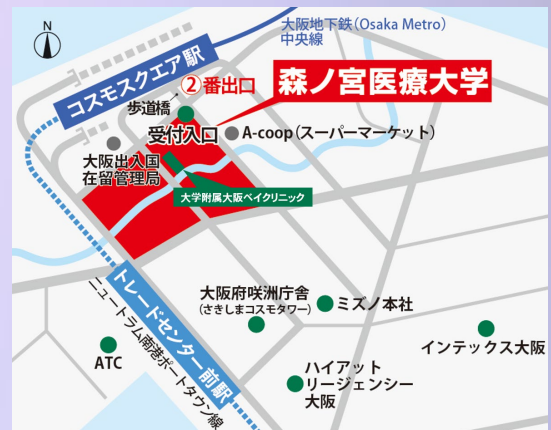 N
大阪地下鉄(Osaka Metro)
中央線
コスモスクエア駅
②番出口
森ノ宮医療大学
歩道橋
受付入口
A-coop(スーパーマーケット)
大阪出入国
在留管理局
大学附属大阪ベイクリニック
トレードセンター前駅
ニュートラム南港ポートタウン線
大阪府咲洲庁舎
(さきしまコスモタワー)
ミズノ本社
インテックス大阪
ATC
ハイアット
リージェンシー
大阪